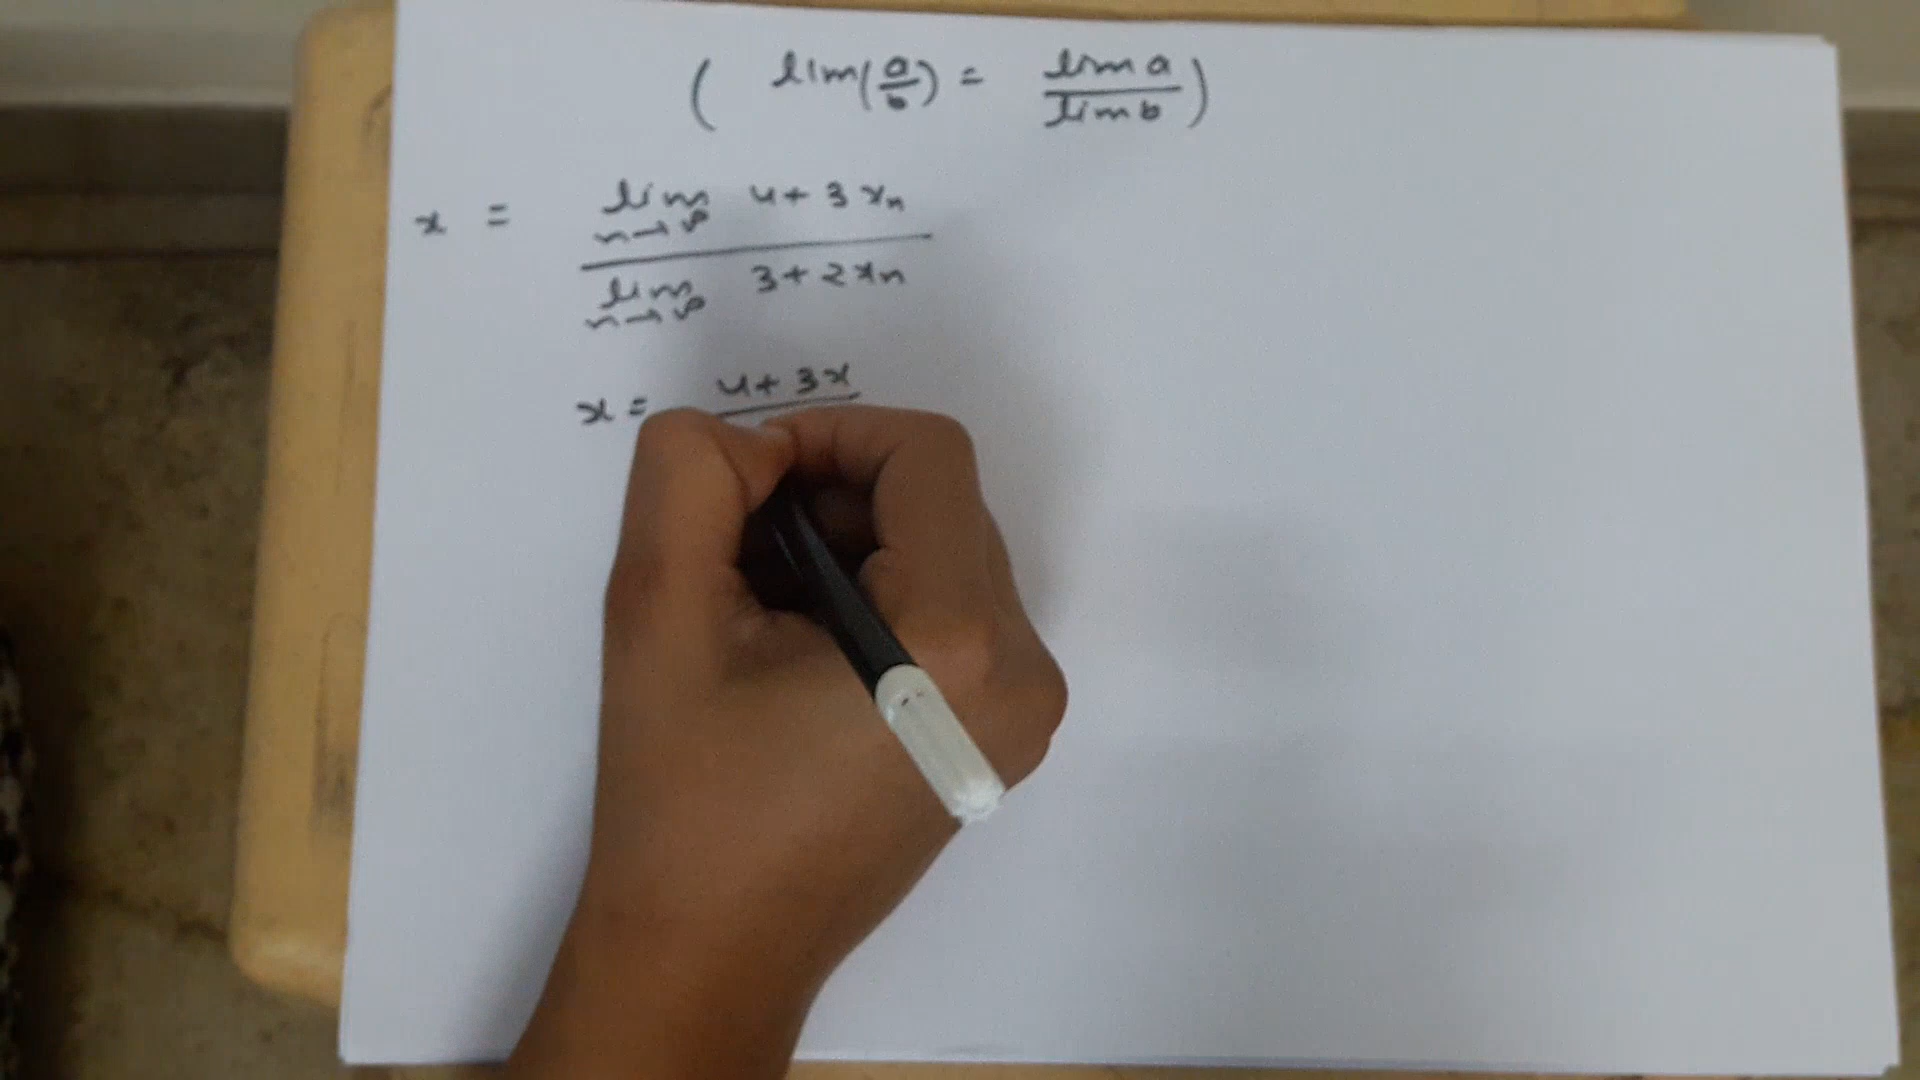 ( lim(a/b) = lim a / lim b )
x = lim n→∞ 4+3xₙ / lim n→∞ 3+2xₙ
x = 4+3x